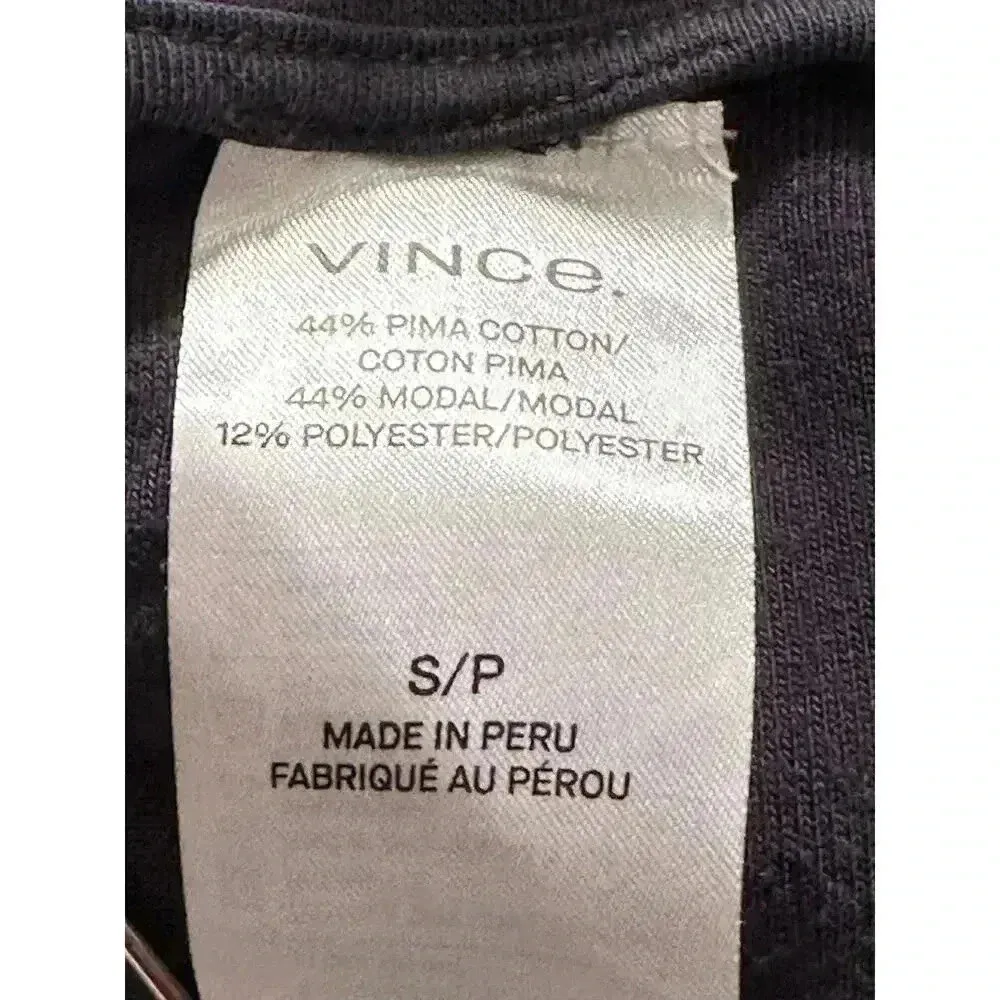 VINCE.
44% PIMA COTTON/
COTON PIMA
44% MODAL/MODAL
12% POLYESTER/POLYESTER
S/P
MADE IN PERU
FABRIQUÉ AU PÉROU